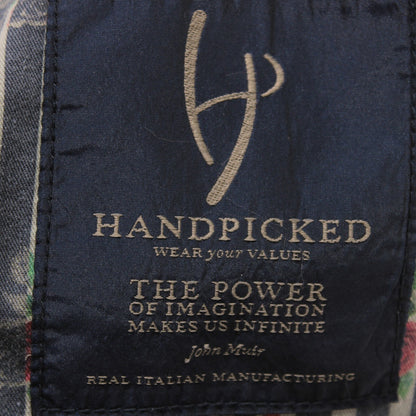 HANDPICKED
WEAR your VALUES
THE POWER
OF IMAGINATION
MAKES US INFINITE
John Muir
REAL ITALIAN MANUFACTURING